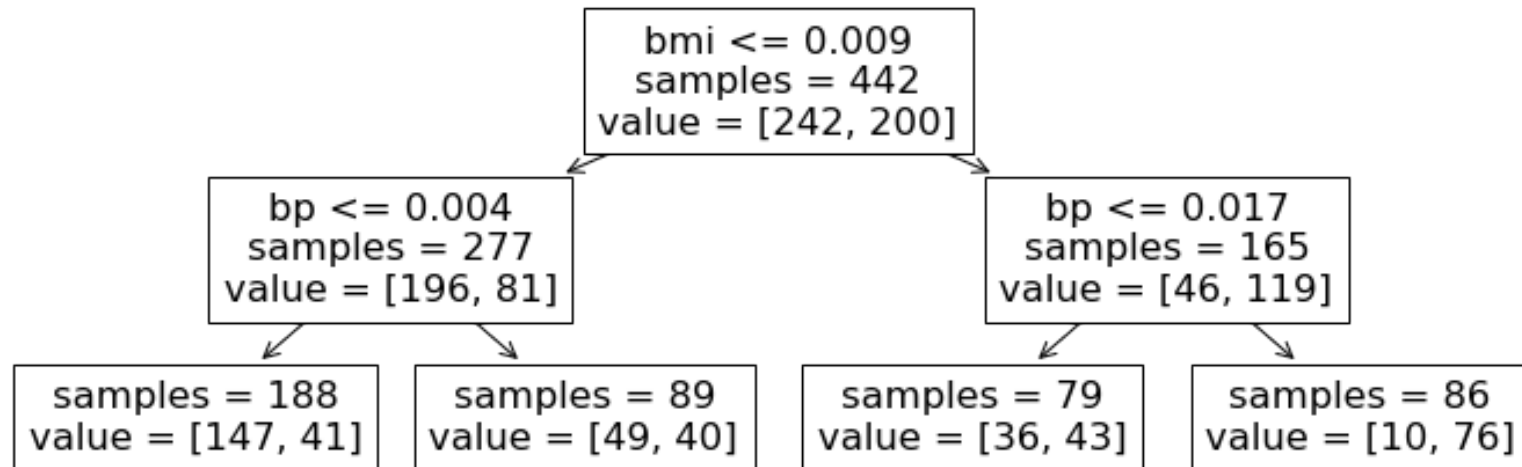 bmi <= 0.009
samples = 442
value = [242, 200]
bp <= 0.004
samples = 277
value = [196, 81]
bp <= 0.017
samples = 165
value = [46, 119]
samples = 188
value = [147, 41]
samples = 89
value = [49, 40]
samples = 79
value = [36, 43]
samples = 86
value = [10, 76]